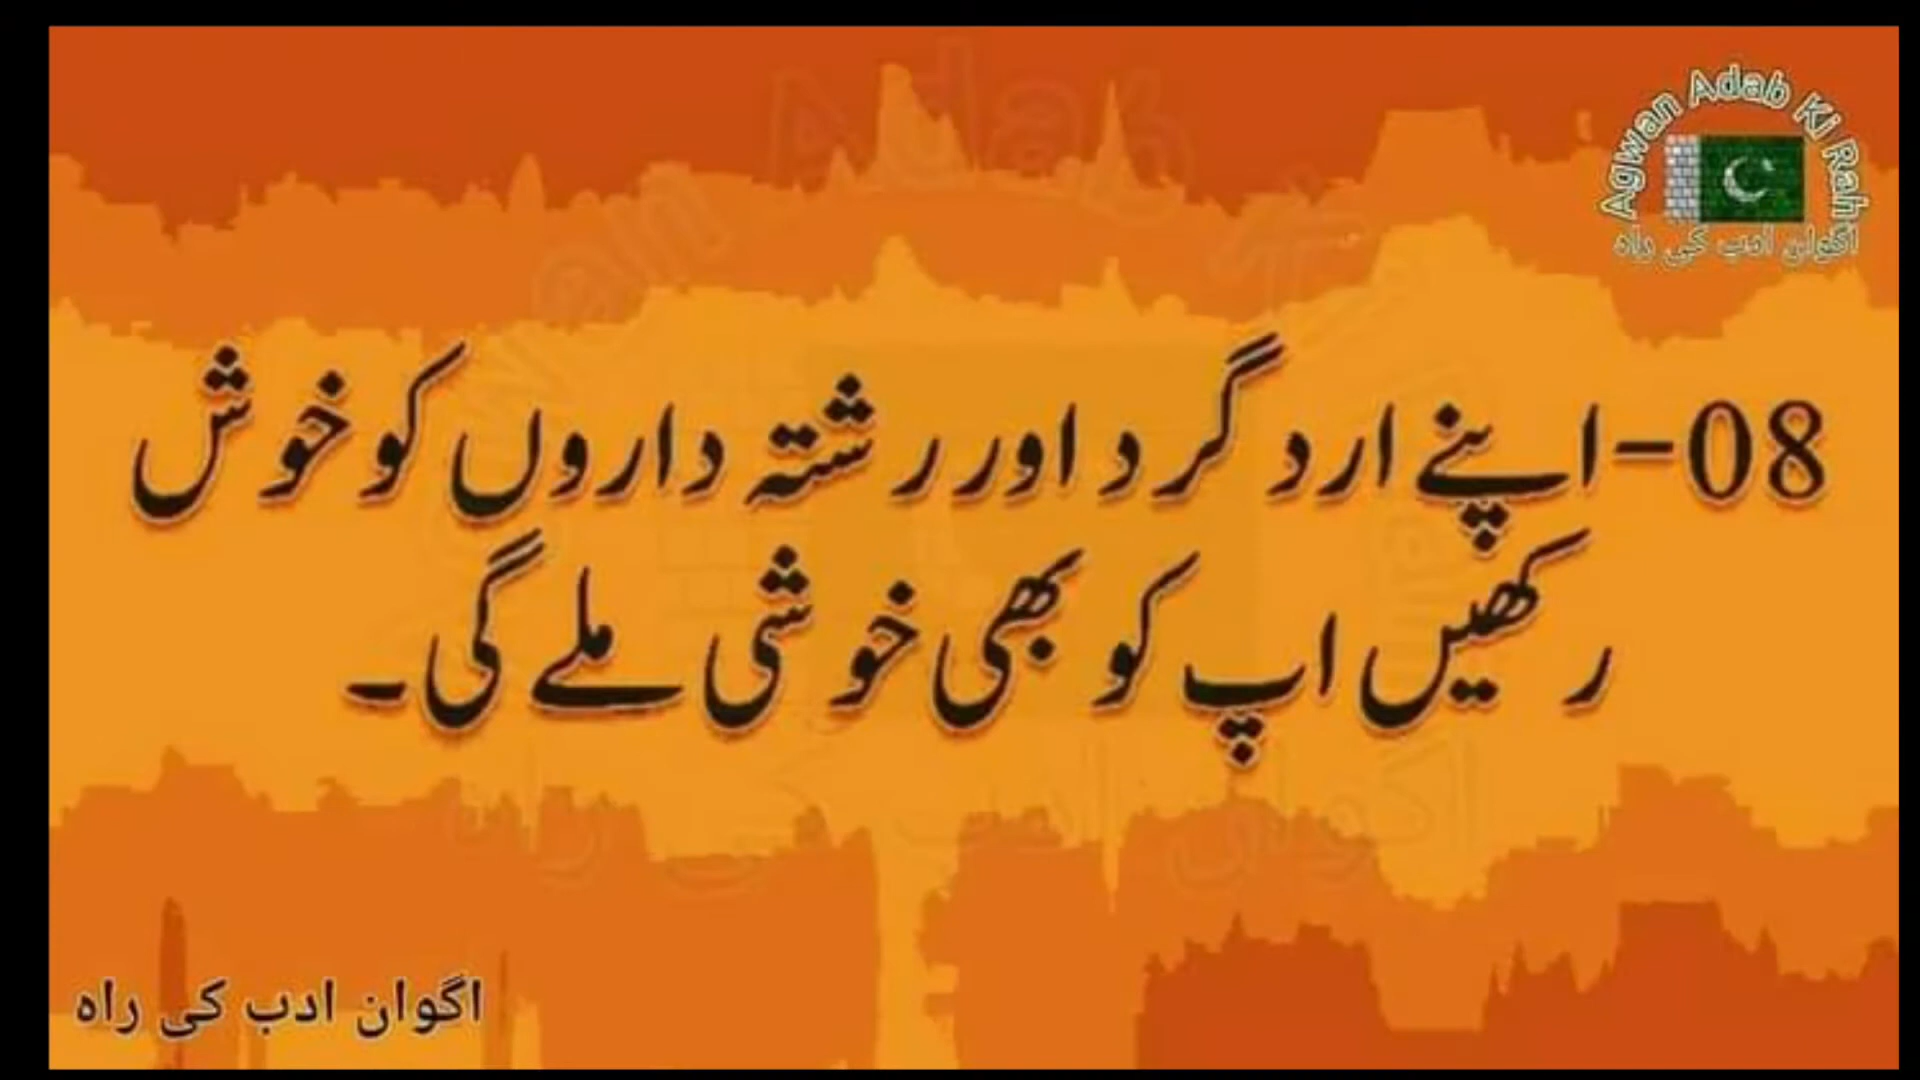 Agwan Adab Ki Rah
اگوان ادب کی راہ
08-اپنے ارد گرد اور رشتہ داروں کو خوش
رکھیں اپ کو بھی خوشی ملے گی۔
اگوان ادب کی راہ